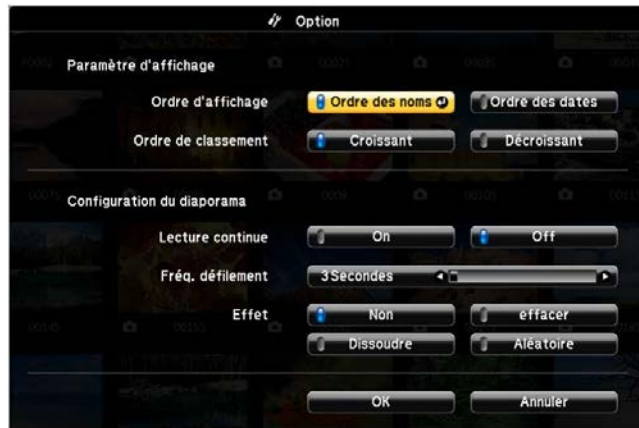 Option
Paramètre d'affichage
Ordre d'affichage Ordre des noms Ordre des dates
Ordre de classement Croissant Décroissant
Configuration du diaporama
Lecture continue On Off
Fréq. défilement 3Secondes
Effet Non effacer
Dissoudre Aléatoire
OK Annuler